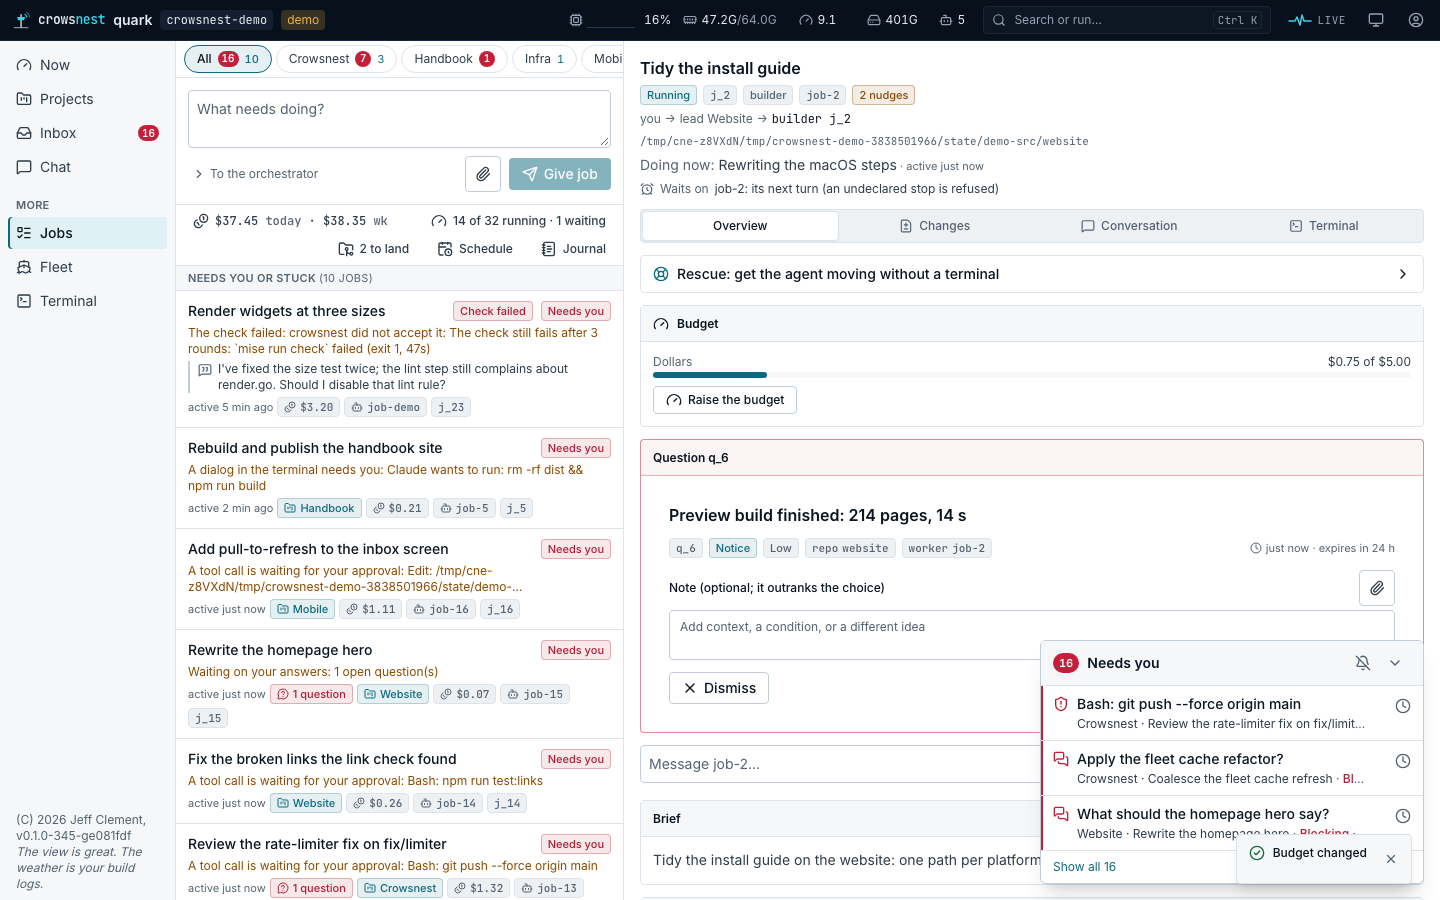 crowsnest quark crowsnest-demo demo
16% 47.2G/64.0G 9.1 401G 5
Search or run... Ctrl K
LIVE
Now
Projects
Inbox 16
Chat
MORE
Jobs
Fleet
Terminal
(C) 2026 Jeff Clement,
v0.1.0-345-ge081fdf
The view is great. The
weather is your build
logs.
All 16 10
Crowsnest 7 3
Handbook 1
Infra 1
Mobi
What needs doing?
To the orchestrator
Give job
$37.45 today · $38.35 wk
14 of 32 running · 1 waiting
2 to land
Schedule
Journal
NEEDS YOU OR STUCK (10 JOBS)
Render widgets at three sizes Check failed Needs you
The check failed: crowsnest did not accept it: The check still fails after 3
rounds: `mise run check` failed (exit 1, 47s)
I've fixed the size test twice; the lint step still complains about
render.go. Should I disable that lint rule?
active 5 min ago $3.20 job-demo j_23
Rebuild and publish the handbook site Needs you
A dialog in the terminal needs you: Claude wants to run: rm -rf dist &&
npm run build
active 2 min ago Handbook $0.21 job-5 j_5
Add pull-to-refresh to the inbox screen Needs you
A tool call is waiting for your approval: Edit: /tmp/cne-
z8VXdN/tmp/crowsnest-demo-3838501966/state/demo-...
active just now Mobile $1.11 job-16 j_16
Rewrite the homepage hero Needs you
Waiting on your answers: 1 open question(s)
active just now 1 question Website $0.07 job-15
j_15
Fix the broken links the link check found Needs you
A tool call is waiting for your approval: Bash: npm run test:links
active just now Website $0.26 job-14 j_14
Review the rate-limiter fix on fix/limiter Needs you
A tool call is waiting for your approval: Bash: git push --force origin main
active just now 1 question Crowsnest $1.32 job-13
Tidy the install guide
Running j_2 builder job-2 2 nudges
you → lead Website → builder j_2
/tmp/cne-z8VXdN/tmp/crowsnest-demo-3838501966/state/demo-src/website
Doing now: Rewriting the macOS steps · active just now
Waits on job-2: its next turn (an undeclared stop is refused)
Overview
Changes
Conversation
Terminal
Rescue: get the agent moving without a terminal
Budget
Dollars $0.75 of $5.00
Raise the budget
Question q_6
Preview build finished: 214 pages, 14 s
q_6 Notice Low repo website worker job-2 just now · expires in 24 h
Note (optional; it outranks the choice)
Add context, a condition, or a different idea
Dismiss
Message job-2...
Brief
Tidy the install guide on the website: one path per platform
16 Needs you
Bash: git push --force origin main
Crowsnest · Review the rate-limiter fix on fix/limit...
Apply the fleet cache refactor?
Crowsnest · Coalesce the fleet cache refresh · Bl...
What should the homepage hero say?
Website · Rewrite the homepage hero · Blocking ·
Show all 16
Budget changed